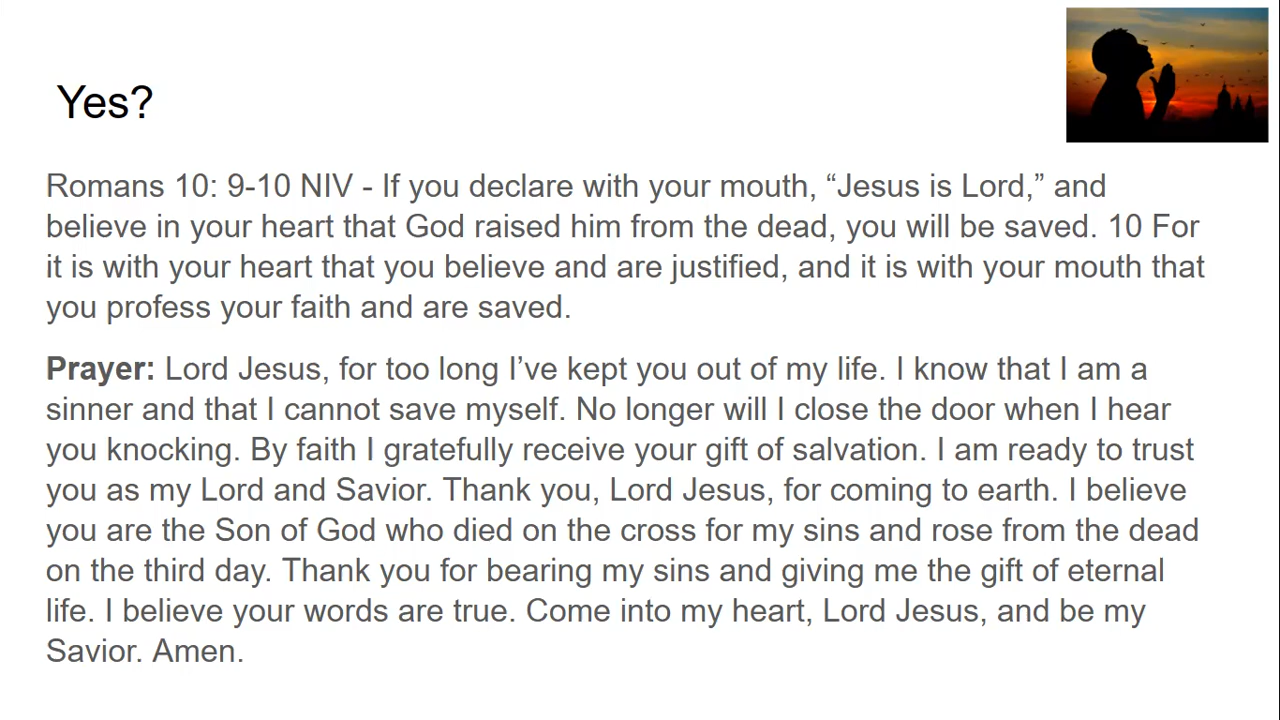 Yes?
Romans 10: 9-10 NIV - If you declare with your mouth, “Jesus is Lord,” and
believe in your heart that God raised him from the dead, you will be saved. 10 For
it is with your heart that you believe and are justified, and it is with your mouth that
you profess your faith and are saved.
Prayer: Lord Jesus, for too long I’ve kept you out of my life. I know that I am a
sinner and that I cannot save myself. No longer will I close the door when I hear
you knocking. By faith I gratefully receive your gift of salvation. I am ready to trust
you as my Lord and Savior. Thank you, Lord Jesus, for coming to earth. I believe
you are the Son of God who died on the cross for my sins and rose from the dead
on the third day. Thank you for bearing my sins and giving me the gift of eternal
life. I believe your words are true. Come into my heart, Lord Jesus, and be my
Savior. Amen.